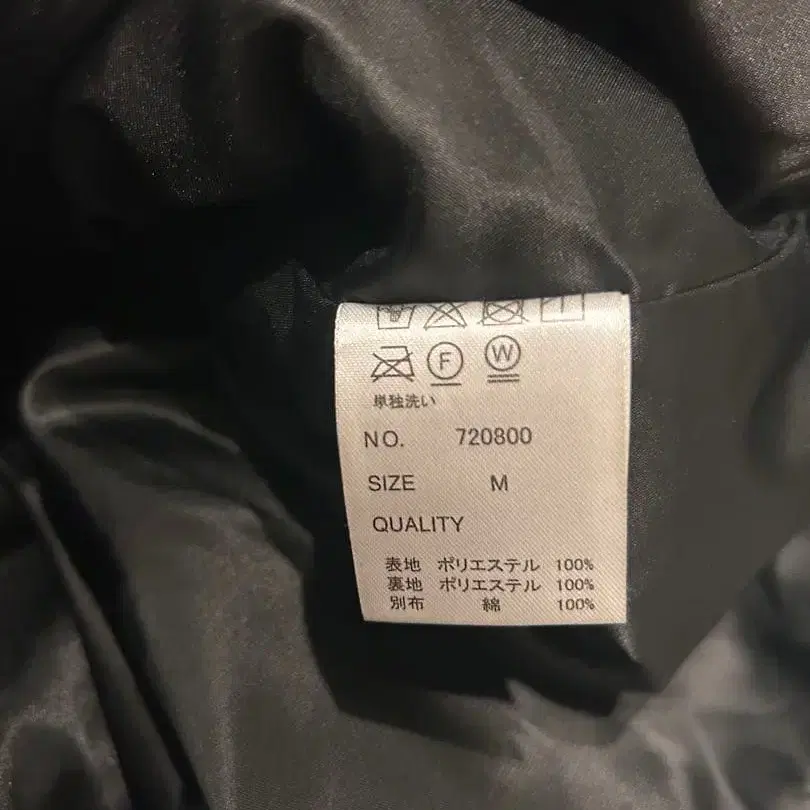 F W
単独洗い
NO. 720800
SIZE M
QUALITY
表地 ポリエステル 100%
裏地 ポリエステル 100%
別布 綿 100%